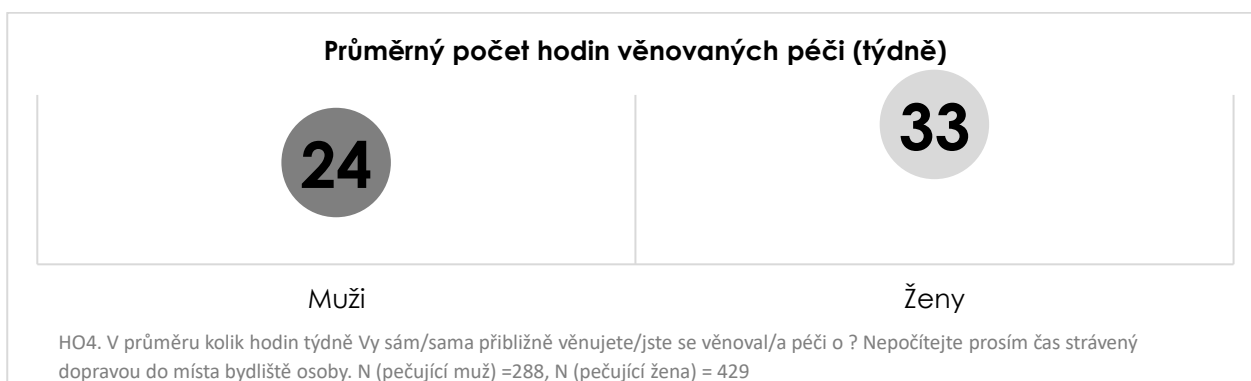 Průměrný počet hodin věnovaných péči (týdně)
24
33
Muži
Ženy
HO4. V průměru kolik hodin týdně Vy sám/sama přibližně věnujete/jste se věnoval/a péči o ? Nepočítejte prosím čas strávený
dopravou do místa bydliště osoby. N (pečující muž) =288, N (pečující žena) = 429